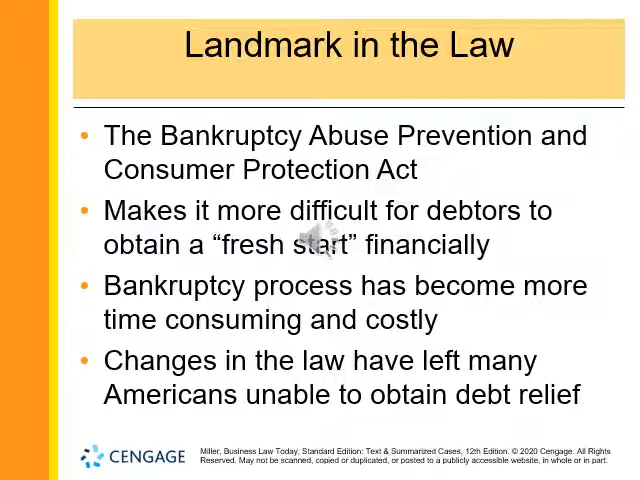 Landmark in the Law
• The Bankruptcy Abuse Prevention and
Consumer Protection Act
• Makes it more difficult for debtors to
obtain a “fresh start” financially
• Bankruptcy process has become more
time consuming and costly
• Changes in the law have left many
Americans unable to obtain debt relief
CENGAGE
Miller, Business Law Today, Standard Edition: Text & Summarized Cases, 12th Edition. © 2020 Cengage. All Rights
Reserved. May not be scanned, copied or duplicated, or posted to a publicly accessible website, in whole or in part.